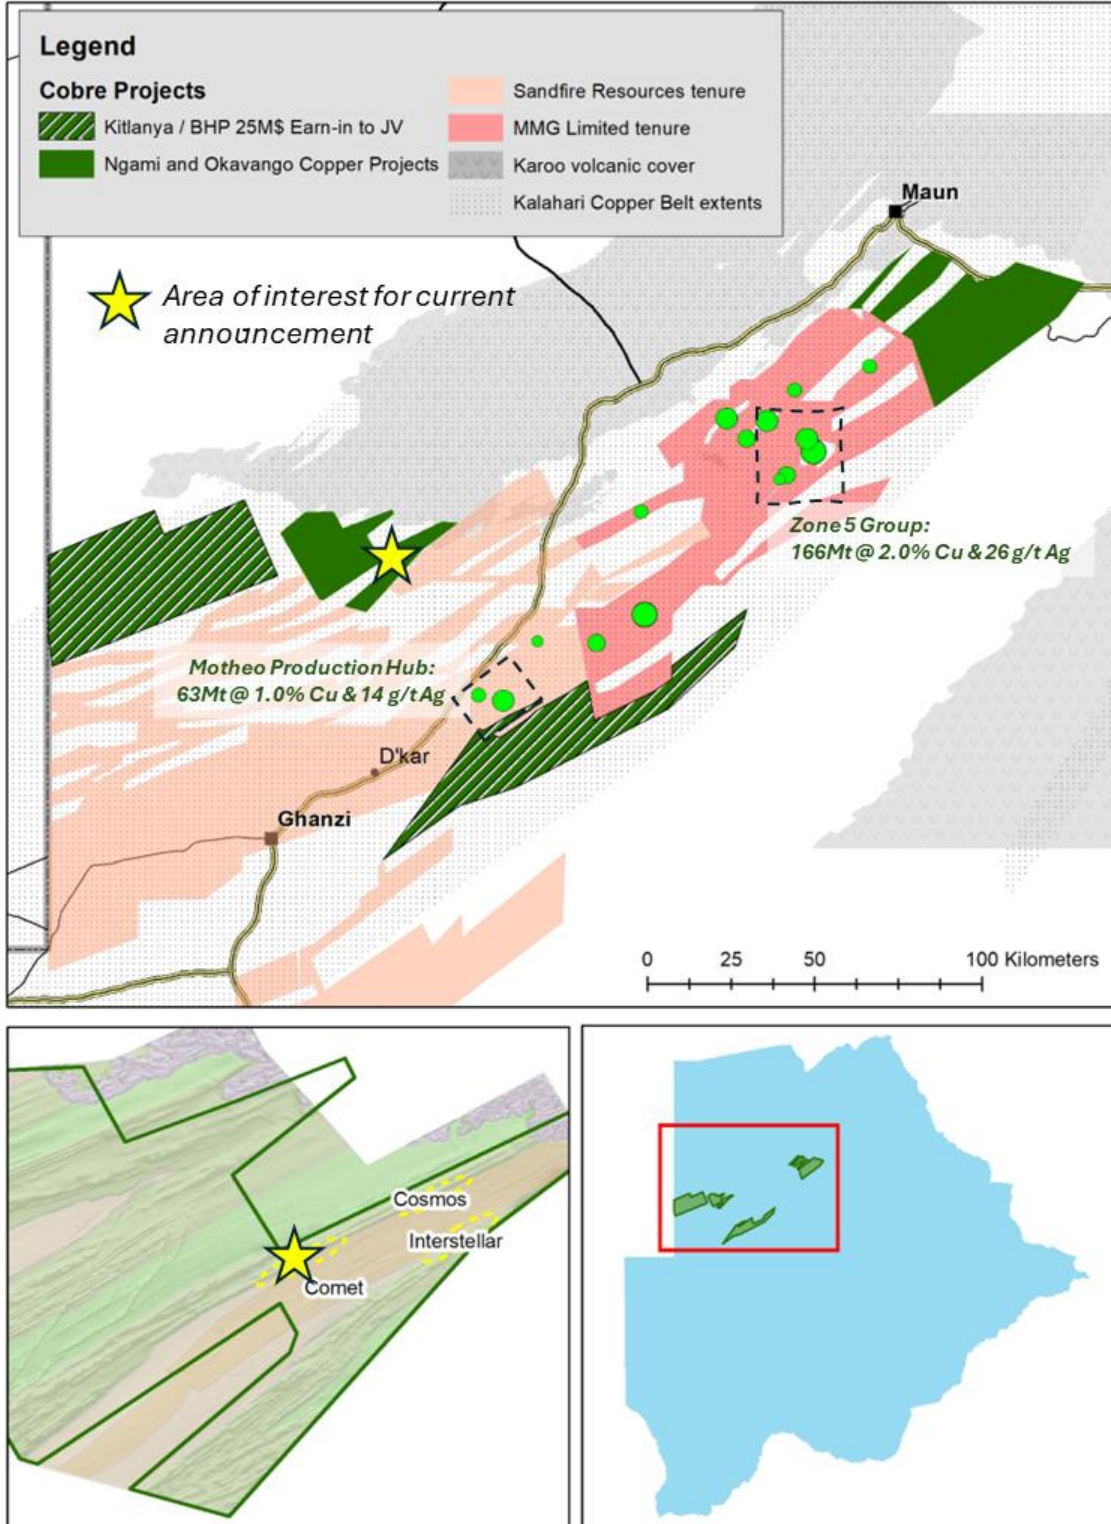 Legend
Cobre Projects
Kitlanya / BHP 25M$ Earn-in to JV
Ngami and Okavango Copper Projects
Sandfire Resources tenure
MMG Limited tenure
Karoo volcanic cover
Kalahari Copper Belt extents
Maun
Area of interest for current
announcement
Zone 5 Group:
166Mt @ 2.0% Cu & 26 g/t Ag
Motheo Production Hub:
63Mt @ 1.0% Cu & 14 g/t Ag
D'kar
Ghanzi
0 25 50 100 Kilometers
Cosmos
Interstellar
Comet